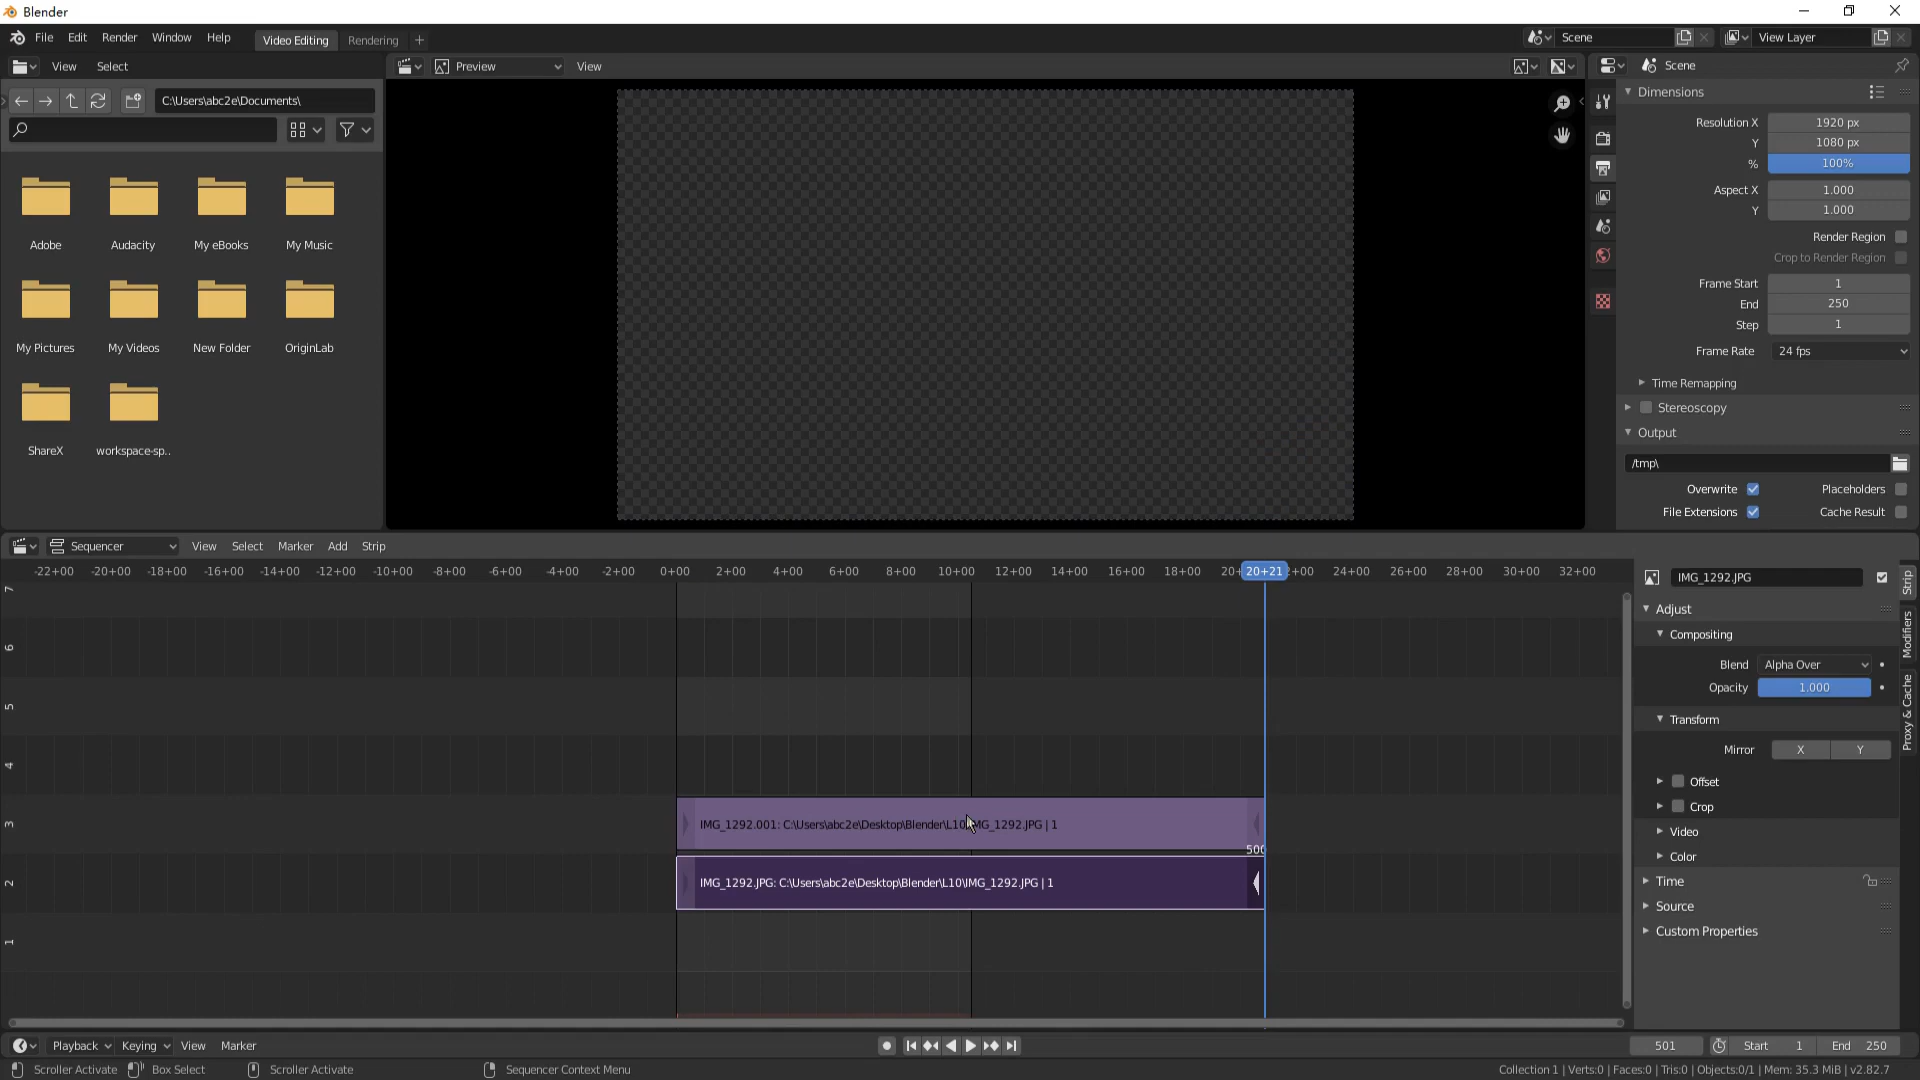 Blender
File Edit Render Window Help Video Editing Rendering + Scene View Layer
View Select Preview View Scene
C:\Users\abc2e\Documents\
Adobe Audacity My eBooks My Music
My Pictures My Videos New Folder OriginLab
ShareX workspace-sp..
Dimensions
Resolution X 1920 px
Y 1080 px
% 100%
Aspect X 1.000
Y 1.000
Render Region
Crop to Render Region
Frame Start 1
End 250
Step 1
Frame Rate 24 fps
Time Remapping
Stereoscopy
Output
/tmp\
Overwrite Placeholders
File Extensions Cache Result
Sequencer View Select Marker Add Strip
-22+00 -20+00 -18+00 -16+00 -14+00 -12+00 -10+00 -8+00 -6+00 -4+00 -2+00 0+00 2+00 4+00 6+00 8+00 10+00 12+00 14+00 16+00 18+00 20+ 20+21 2+00 24+00 26+00 28+00 30+00 32+00
7
6
5
4
3
2
1
IMG_1292.001: C:\Users\abc2e\Desktop\Blender\L10\IMG_1292.JPG | 1
500
IMG_1292.JPG: C:\Users\abc2e\Desktop\Blender\L10\IMG_1292.JPG | 1
IMG_1292.JPG
Adjust
Compositing
Blend Alpha Over
Opacity 1.000
Transform
Mirror X Y
Offset
Crop
Video
Color
Time
Source
Custom Properties
Strip
Modifiers
Proxy & Cache
Playback Keying View Marker 501 Start 1 End 250
Scroller Activate Box Select Scroller Activate Sequencer Context Menu Collection 1 | Verts:0 | Faces:0 | Tris:0 | Objects:0/1 | Mem: 35.3 MiB | v2.82.7